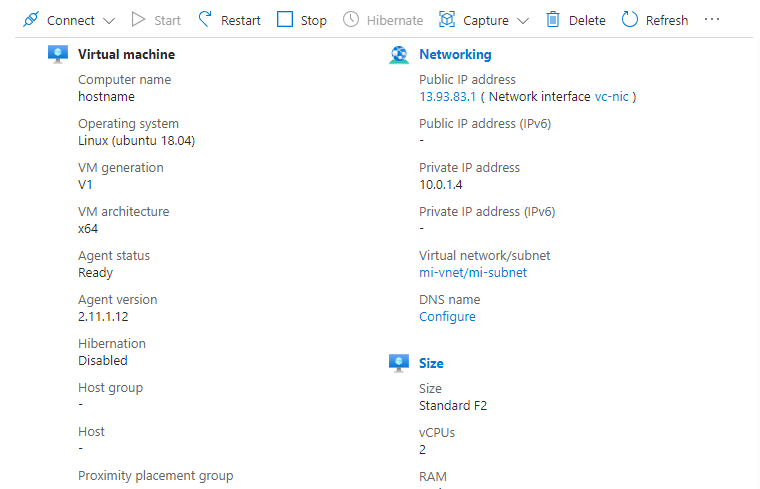 Connect Start Restart Stop Hibernate Capture Delete Refresh ...
Virtual machine
Computer name
hostname
Operating system
Linux (ubuntu 18.04)
VM generation
V1
VM architecture
x64
Agent status
Ready
Agent version
2.11.1.12
Hibernation
Disabled
Host group
-
Host
-
Proximity placement group
Networking
Public IP address
13.93.83.1 ( Network interface vc-nic )
Public IP address (IPv6)
-
Private IP address
10.0.1.4
Private IP address (IPv6)
-
Virtual network/subnet
mi-vnet/mi-subnet
DNS name
Configure
Size
Size
Standard F2
vCPUs
2
RAM